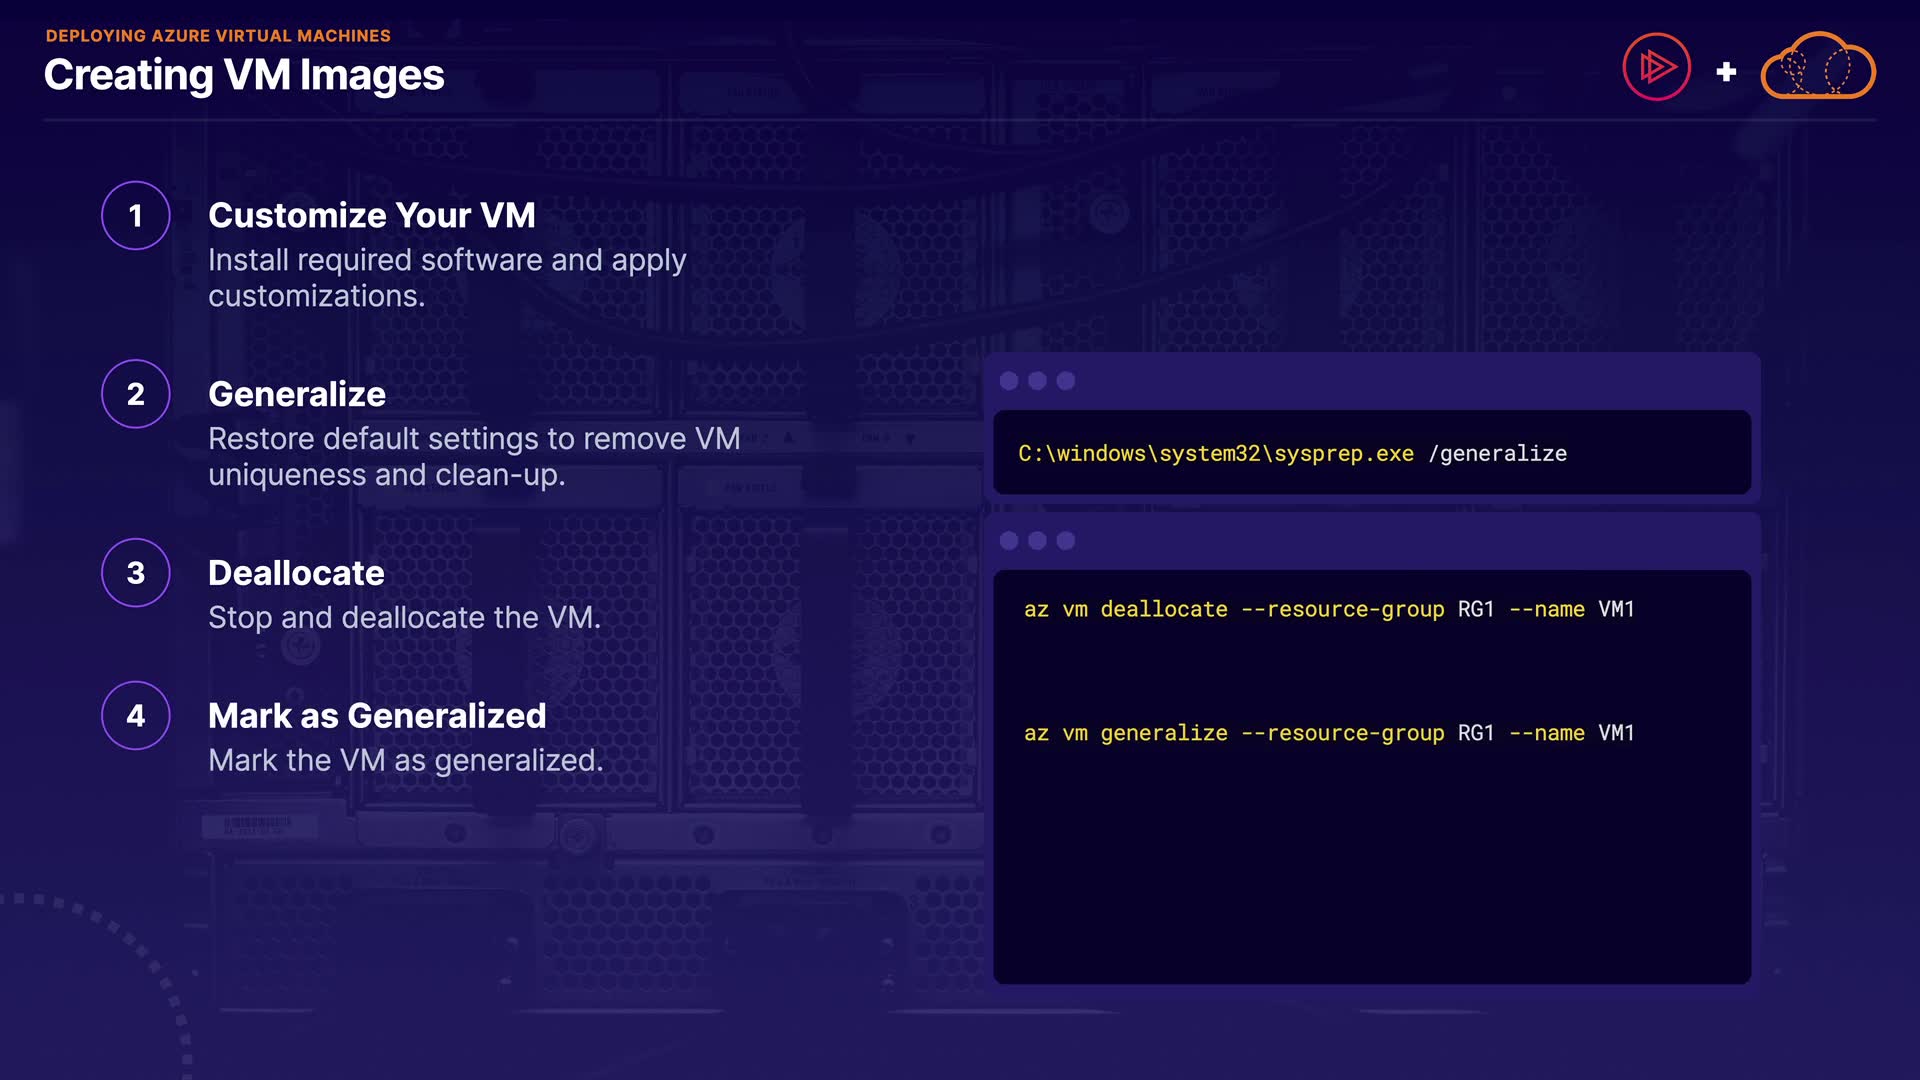 DEPLOYING AZURE VIRTUAL MACHINES
Creating VM Images
1
Customize Your VM
Install required software and apply
customizations.
2
Generalize
Restore default settings to remove VM
uniqueness and clean-up.
3
Deallocate
Stop and deallocate the VM.
4
Mark as Generalized
Mark the VM as generalized.
C:\windows\system32\sysprep.exe /generalize
az vm deallocate --resource-group RG1 --name VM1
az vm generalize --resource-group RG1 --name VM1